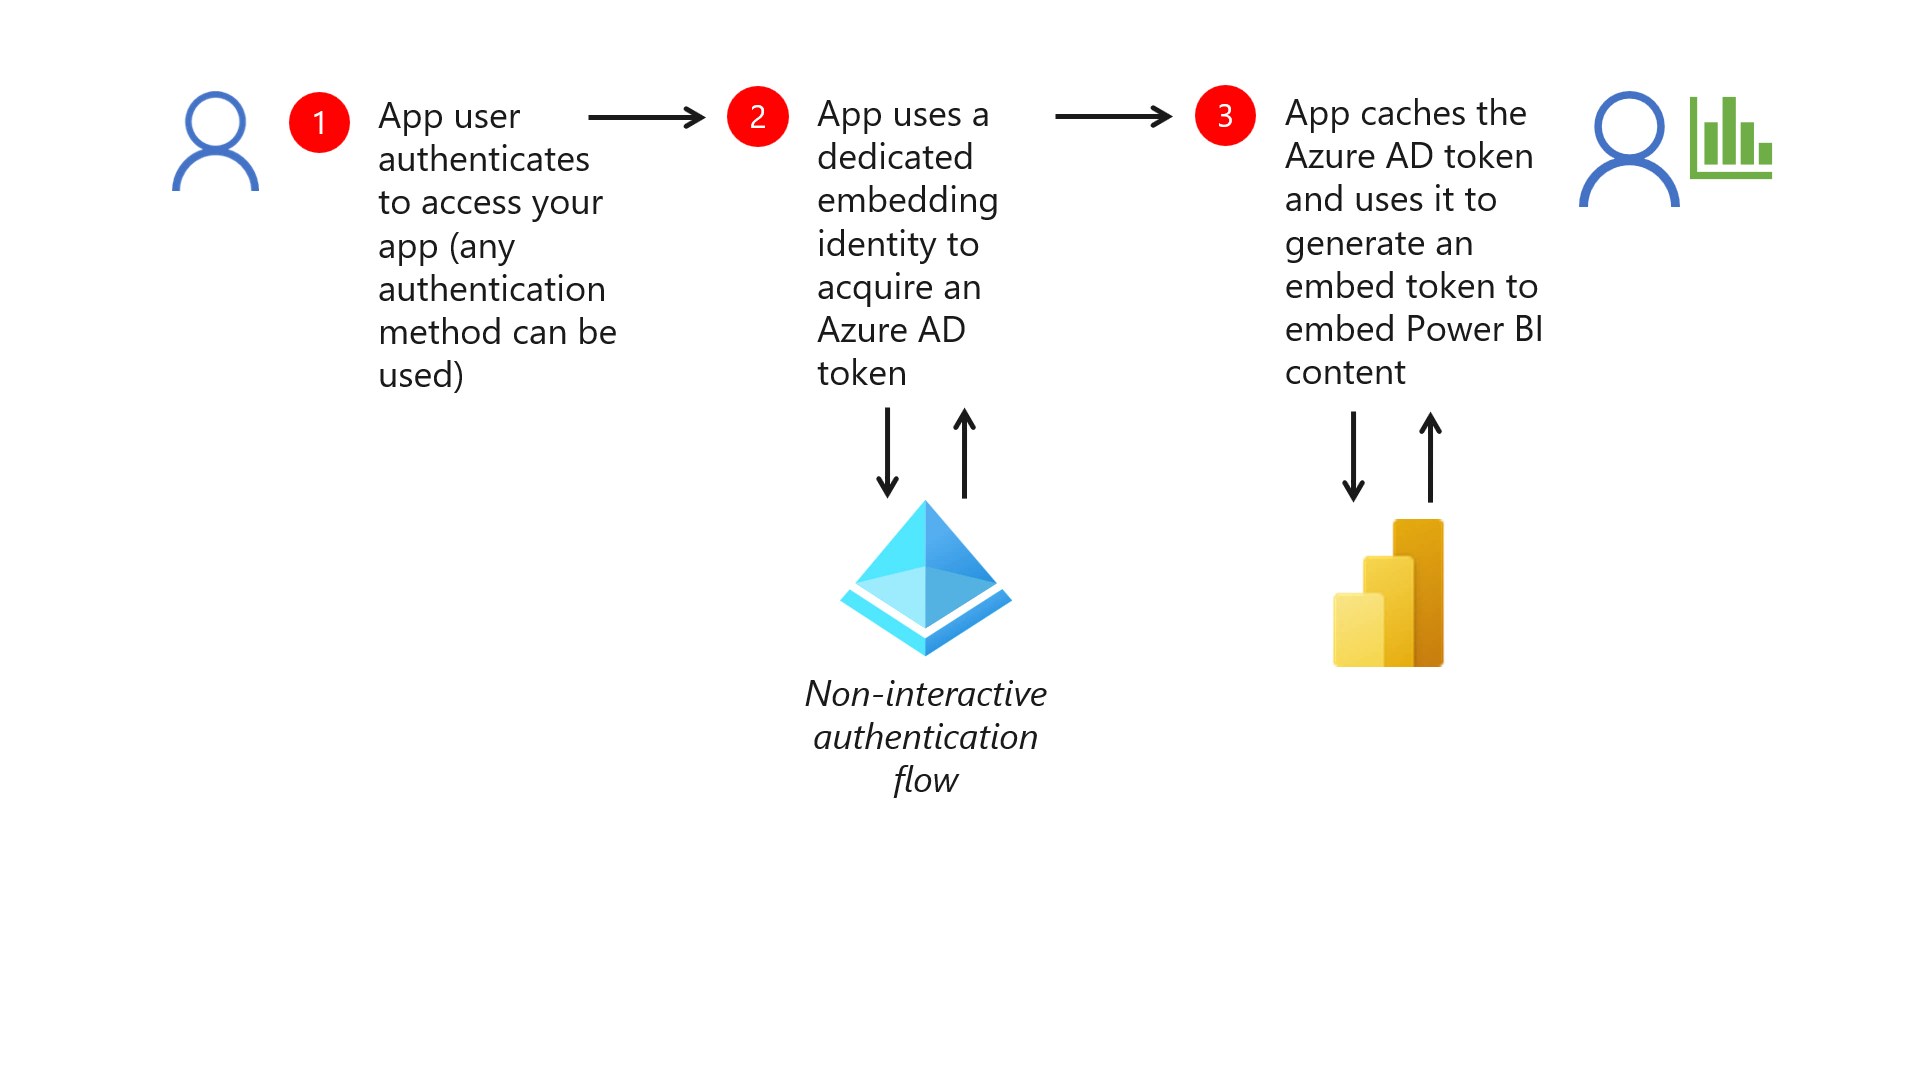 1
App user
authenticates
to access your
app (any
authentication
method can be
used)
2
App uses a
dedicated
embedding
identity to
acquire an
Azure AD
token
Non-interactive
authentication
flow
3
App caches the
Azure AD token
and uses it to
generate an
embed token to
embed Power BI
content